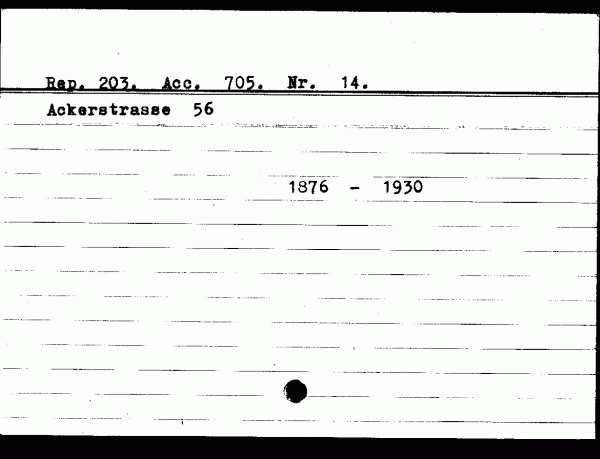 Rep. 203. Acc. 705. Nr. 14.
Ackerstrasse 56
1876 - 1930